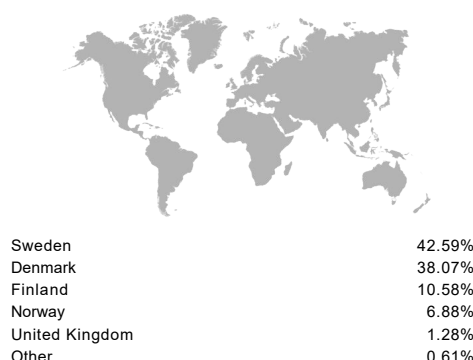 Sweden 42.59%
Denmark 38.07%
Finland 10.58%
Norway 6.88%
United Kingdom 1.28%
Other 0.61%